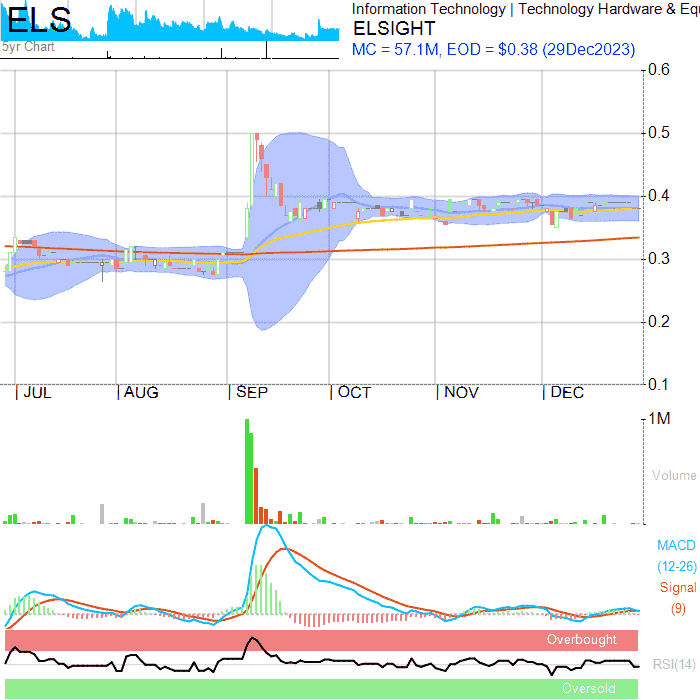 ELS
5yr Chart
Information Technology | Technology Hardware &
ELSIGHT
MC = 57.1M, EOD = $0.38 (29Dec2023)
0.6
0.5
0.4
0.3
0.2
0.1
| JUL | AUG | SEP | OCT | NOV | DEC
1M
Volume
MACD
(12-26)
Signal
(9)
Overbought
RSI(14)
Oversold